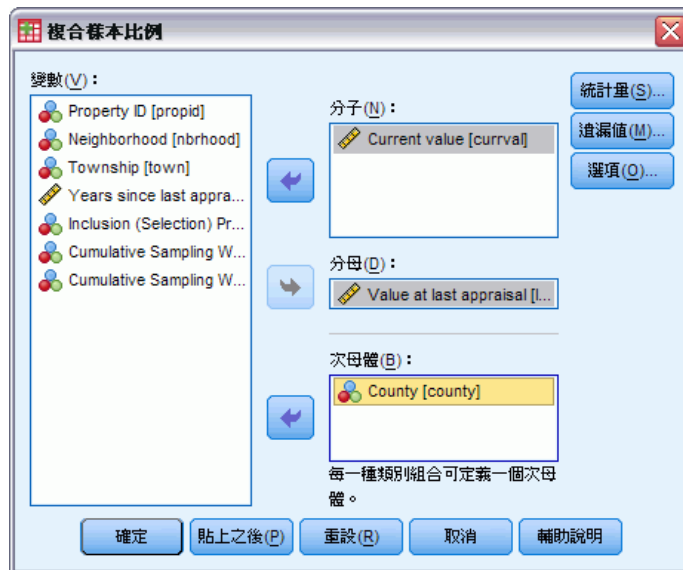 複合樣本比例
變數(V)：
Property ID [propid]
Neighborhood [nbrhood]
Township [town]
Years since last appra...
Inclusion (Selection) Pr...
Cumulative Sampling W...
Cumulative Sampling W...
分子(N)：
Current value [currval]
分母(D)：
Value at last appraisal [l...
次母體(B)：
County [county]
每一種類別組合可定義一個次母
體。
統計量(S)...
遺漏值(M)...
選項(O)...
確定
貼上之後(P)
重設(R)
取消
輔助說明